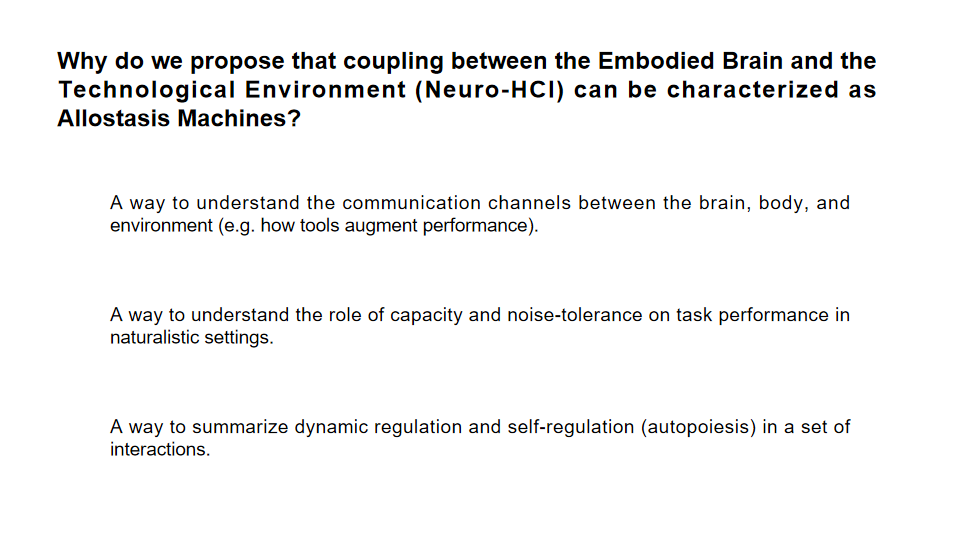 Why do we propose that coupling between the Embodied Brain and the
Technological Environment (Neuro-HCI) can be characterized as
Allostasis Machines?
A way to understand the communication channels between the brain, body, and
environment (e.g. how tools augment performance).
A way to understand the role of capacity and noise-tolerance on task performance in
naturalistic settings.
A way to summarize dynamic regulation and self-regulation (autopoiesis) in a set of
interactions.